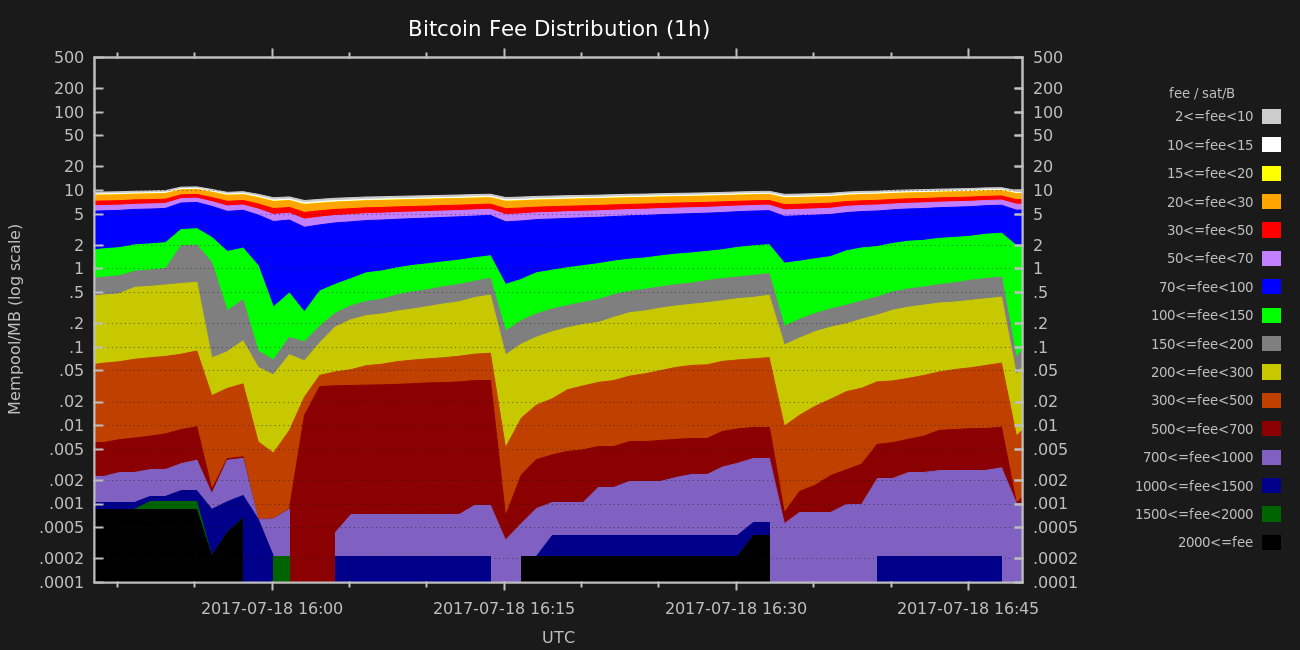 Bitcoin Fee Distribution (1h)
500
200
100
50
20
10
5
2
1
.5
.2
.1
.05
.02
.01
.005
.002
.001
.0005
.0002
.0001
Mempool/MB (log scale)
500
200
100
50
20
10
5
2
1
.5
.2
.1
.05
.02
.01
.005
.002
.001
.0005
.0002
.0001
2017-07-18 16:00
2017-07-18 16:15
2017-07-18 16:30
2017-07-18 16:45
UTC
fee / sat/B
2<=fee<10
10<=fee<15
15<=fee<20
20<=fee<30
30<=fee<50
50<=fee<70
70<=fee<100
100<=fee<150
150<=fee<200
200<=fee<300
300<=fee<500
500<=fee<700
700<=fee<1000
1000<=fee<1500
1500<=fee<2000
2000<=fee